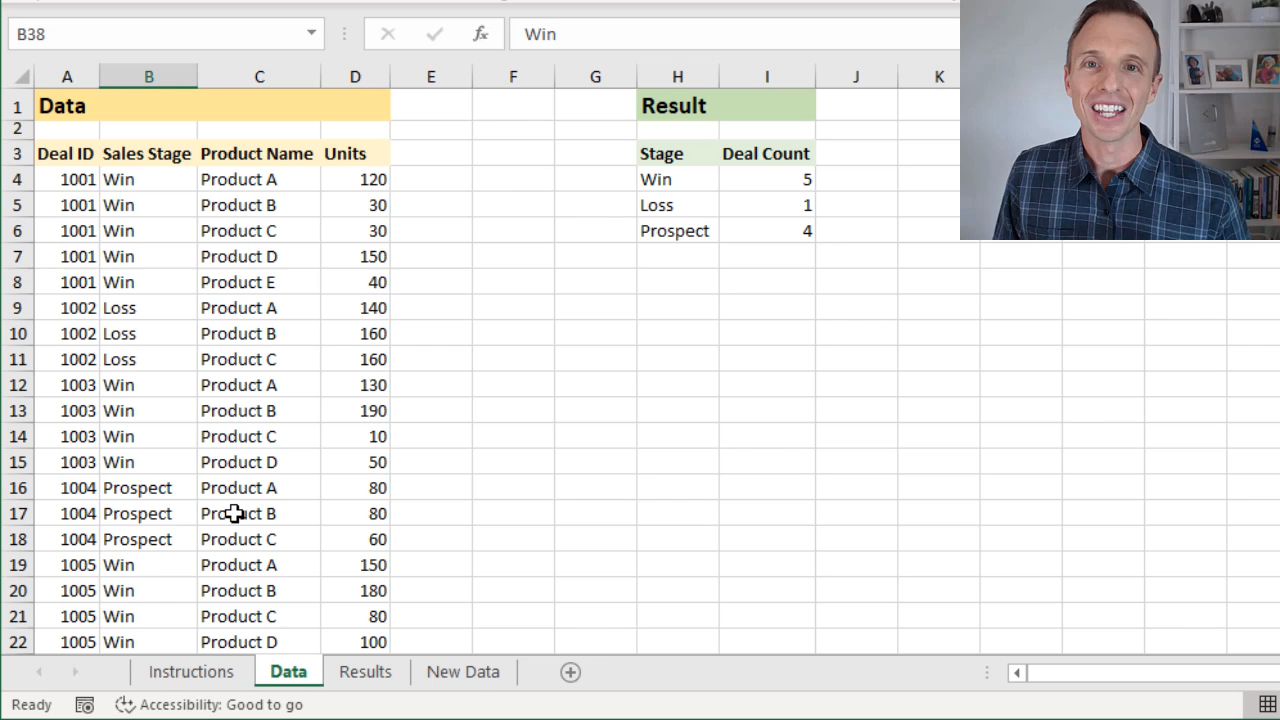 B38 fx Win
A B C D E F G H I J K
1 Data Result
2
3 Deal ID Sales Stage Product Name Units Stage Deal Count
4 1001 Win Product A 120 Win 5
5 1001 Win Product B 30 Loss 1
6 1001 Win Product C 30 Prospect 4
7 1001 Win Product D 150
8 1001 Win Product E 40
9 1002 Loss Product A 140
10 1002 Loss Product B 160
11 1002 Loss Product C 160
12 1003 Win Product A 130
13 1003 Win Product B 190
14 1003 Win Product C 10
15 1003 Win Product D 50
16 1004 Prospect Product A 80
17 1004 Prospect Product B 80
18 1004 Prospect Product C 60
19 1005 Win Product A 150
20 1005 Win Product B 180
21 1005 Win Product C 80
22 1005 Win Product D 100
Instructions Data Results New Data
Ready Accessibility: Good to go